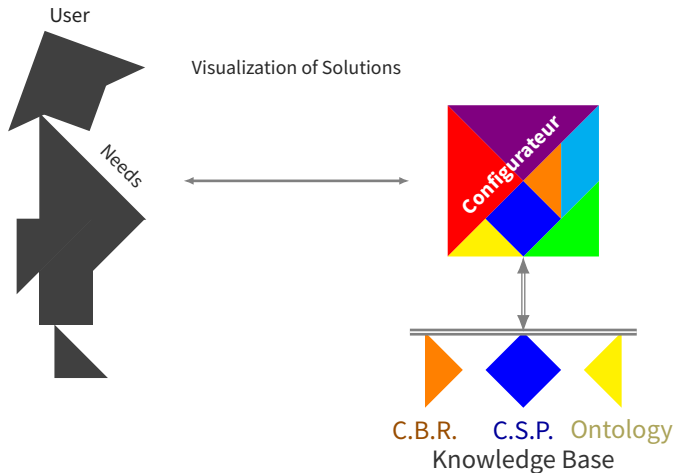 User
Visualization of Solutions
Needs
Configurateur
C.B.R.
C.S.P.
Ontology
Knowledge Base